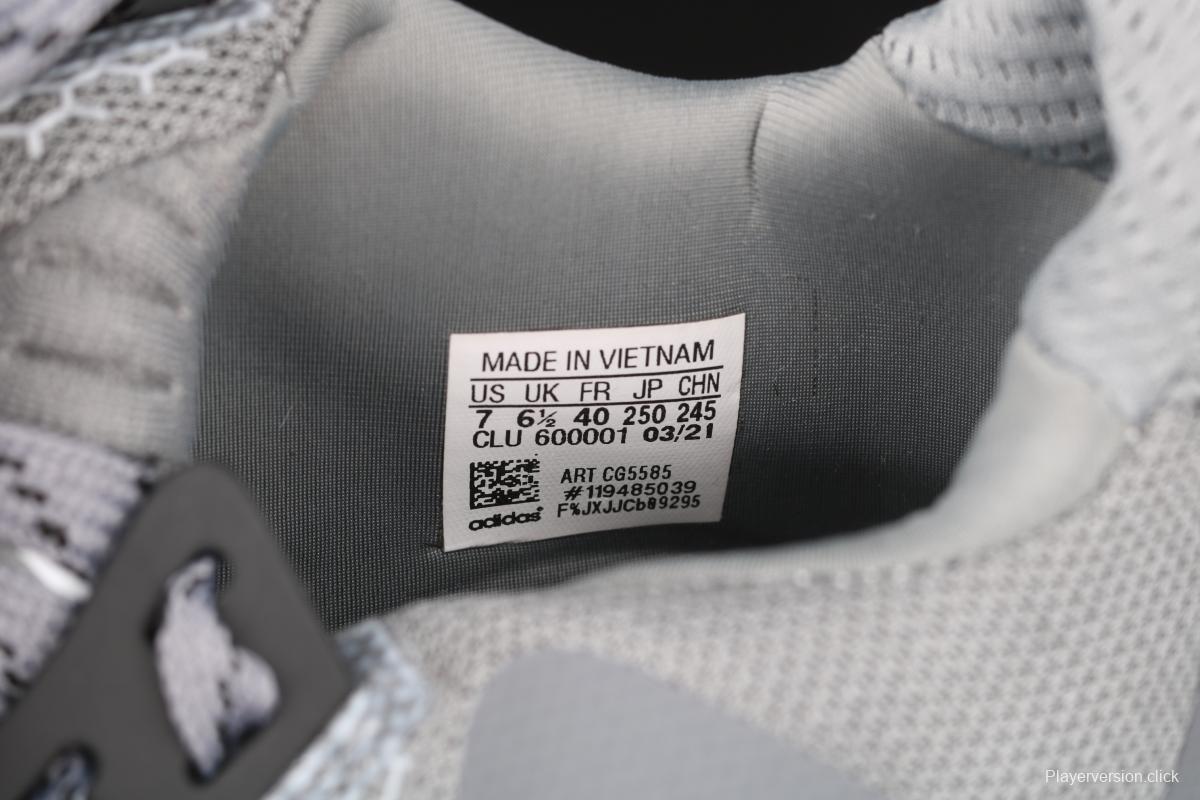 MADE IN VIETNAM
US UK FR JP CHN
7 6½ 40 250 245
CLU 600001 03/21
ART CG5585
#119485039
F%JXJJCb89295
adidas
Playerversion.click